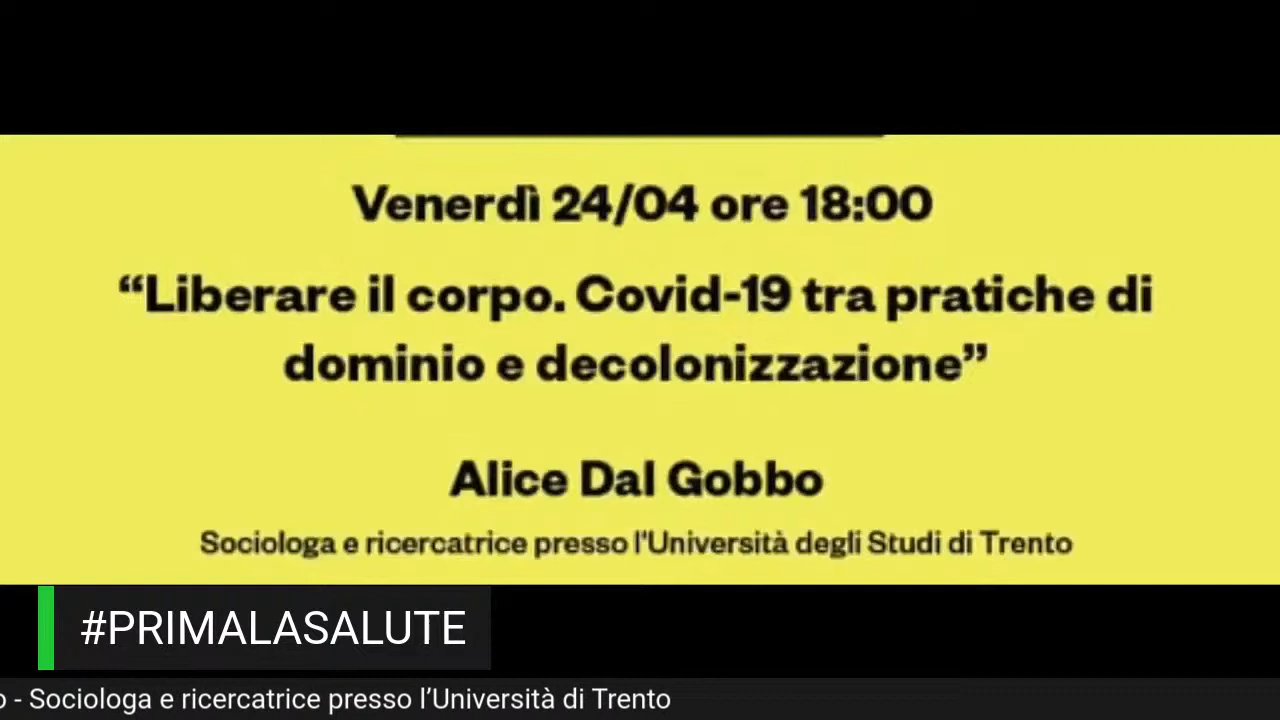 Venerdì 24/04 ore 18:00
“Liberare il corpo. Covid-19 tra pratiche di
dominio e decolonizzazione”
Alice Dal Gobbo
Sociologa e ricercatrice presso l'Università degli Studi di Trento
#PRIMALASALUTE
o - Sociologa e ricercatrice presso l’Università di Trento